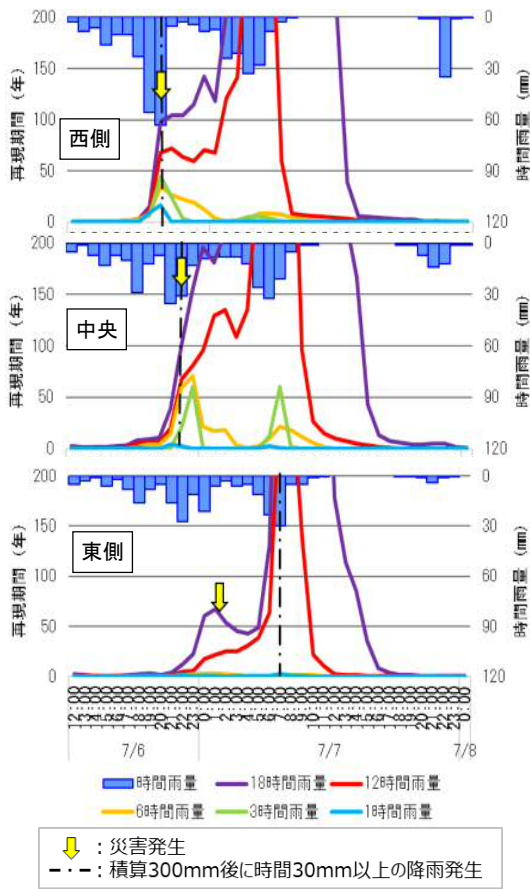 200
150
100
50
0
再現期間 (年)
西側
0
30
60
90
120
時間雨量 (㎜)
200
150
100
50
0
再現期間 (年)
中央
0
30
60
90
120
時間雨量 (㎜)
200
150
100
50
0
再現期間 (年)
東側
0
30
60
90
120
時間雨量 (㎜)
7/6
7/7
7/8
時間雨量 18時間雨量 12時間雨量
6時間雨量 3時間雨量 1時間雨量
：災害発生
：積算300mm後に時間30mm以上の降雨発生